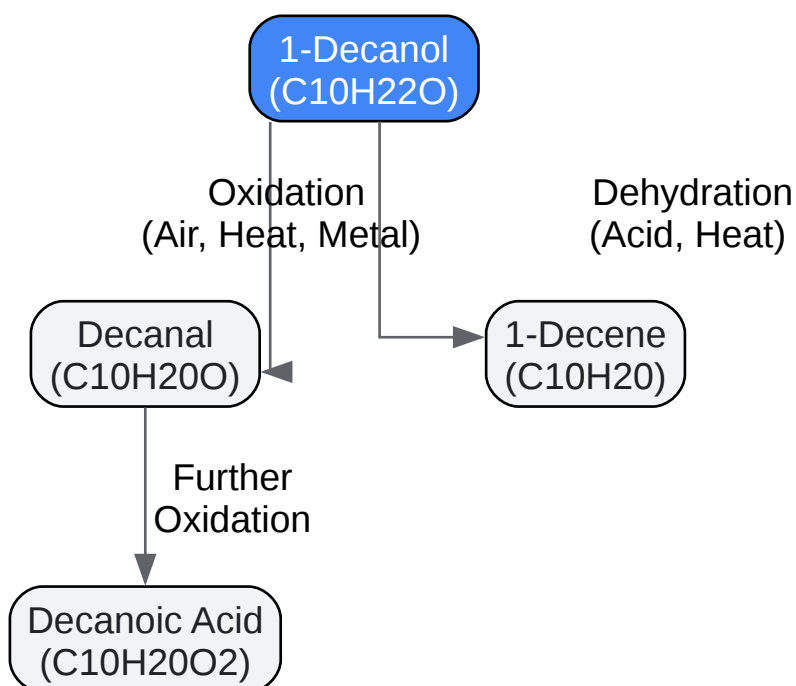 1-Decanol
(C10H22O)
Oxidation
(Air, Heat, Metal)
Dehydration
(Acid, Heat)
Decanal
(C10H20O)
1-Decene
(C10H20)
Further
Oxidation
Decanoic Acid
(C10H20O2)